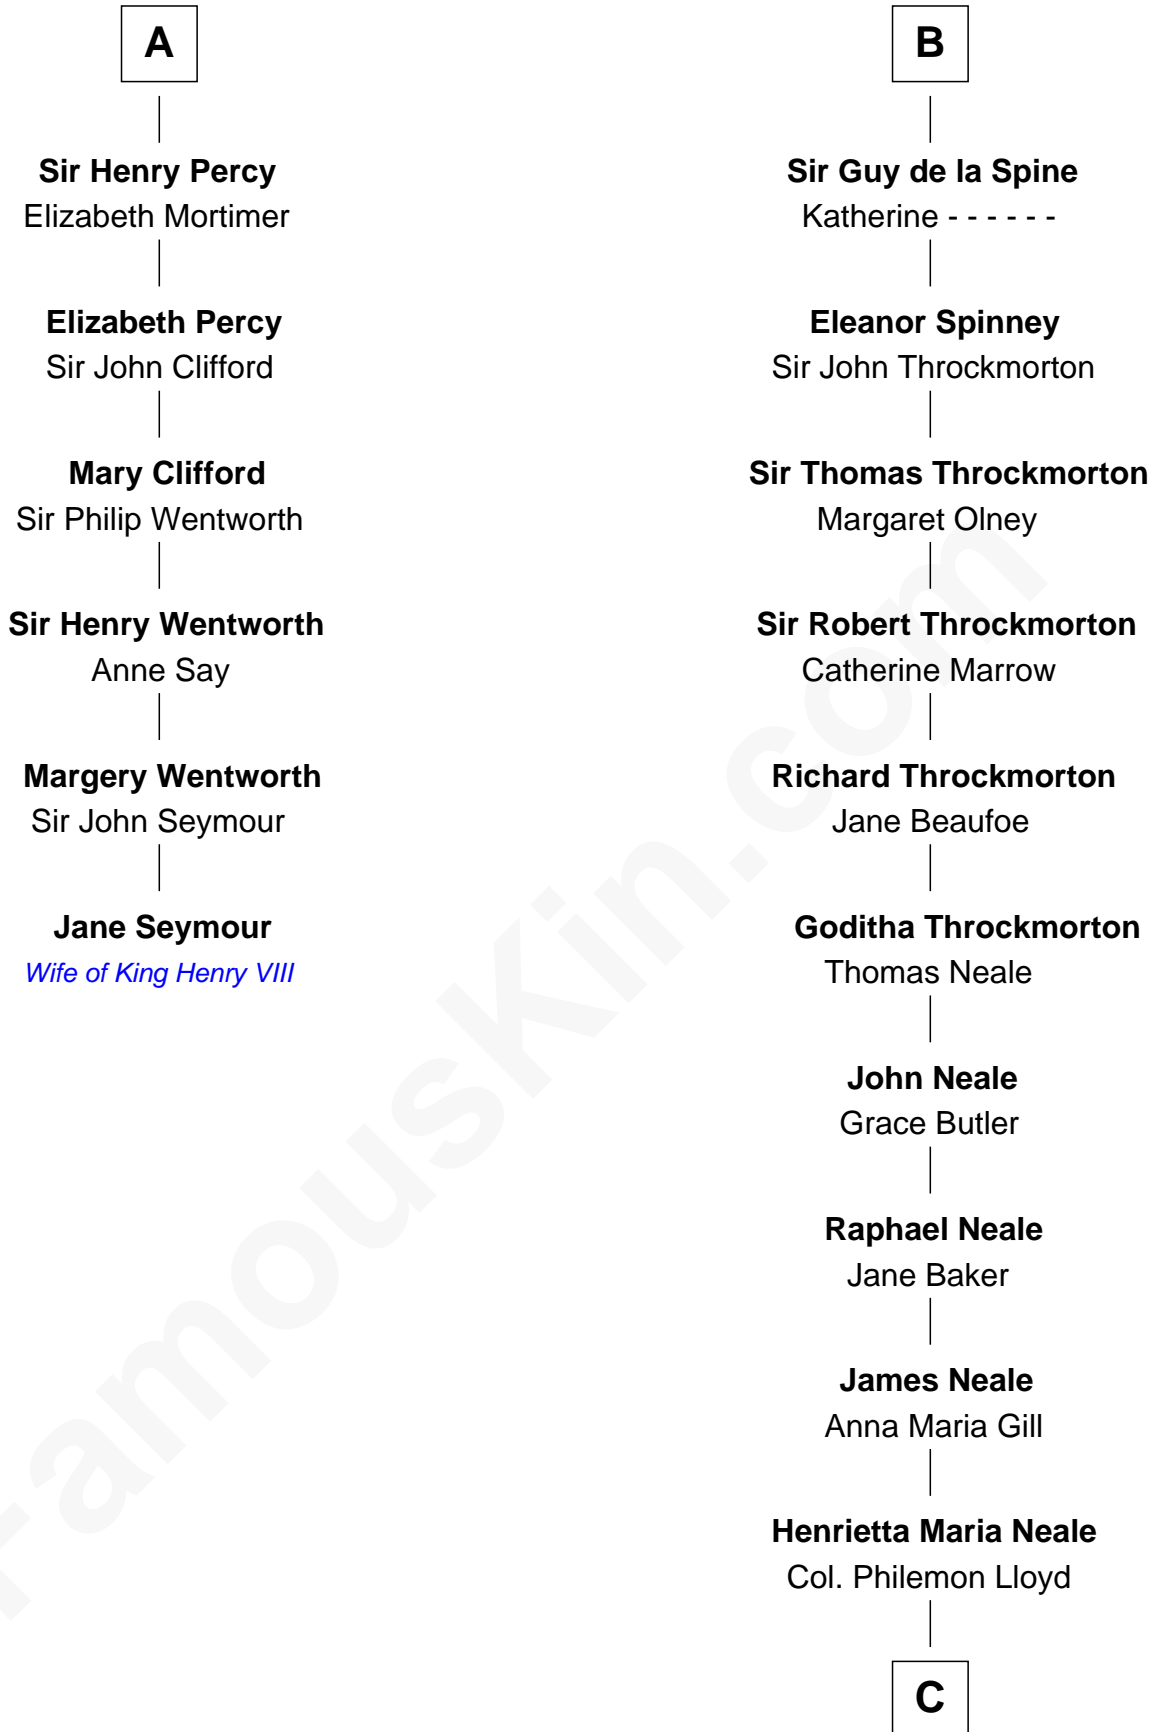 A
Sir Henry Percy
Elizabeth Mortimer
Elizabeth Percy
Sir John Clifford
Mary Clifford
Sir Philip Wentworth
Sir Henry Wentworth
Anne Say
Margery Wentworth
Sir John Seymour
Jane Seymour
Wife of King Henry VIII
B
Sir Guy de la Spine
Katherine - - - - - -
Eleanor Spinney
Sir John Throckmorton
Sir Thomas Throckmorton
Margaret Olney
Sir Robert Throckmorton
Catherine Marrow
Richard Throckmorton
Jane Beaufoe
Goditha Throckmorton
Thomas Neale
John Neale
Grace Butler
Raphael Neale
Jane Baker
James Neale
Anna Maria Gill
Henrietta Maria Neale
Col. Philemon Lloyd
C
FamousKin.com